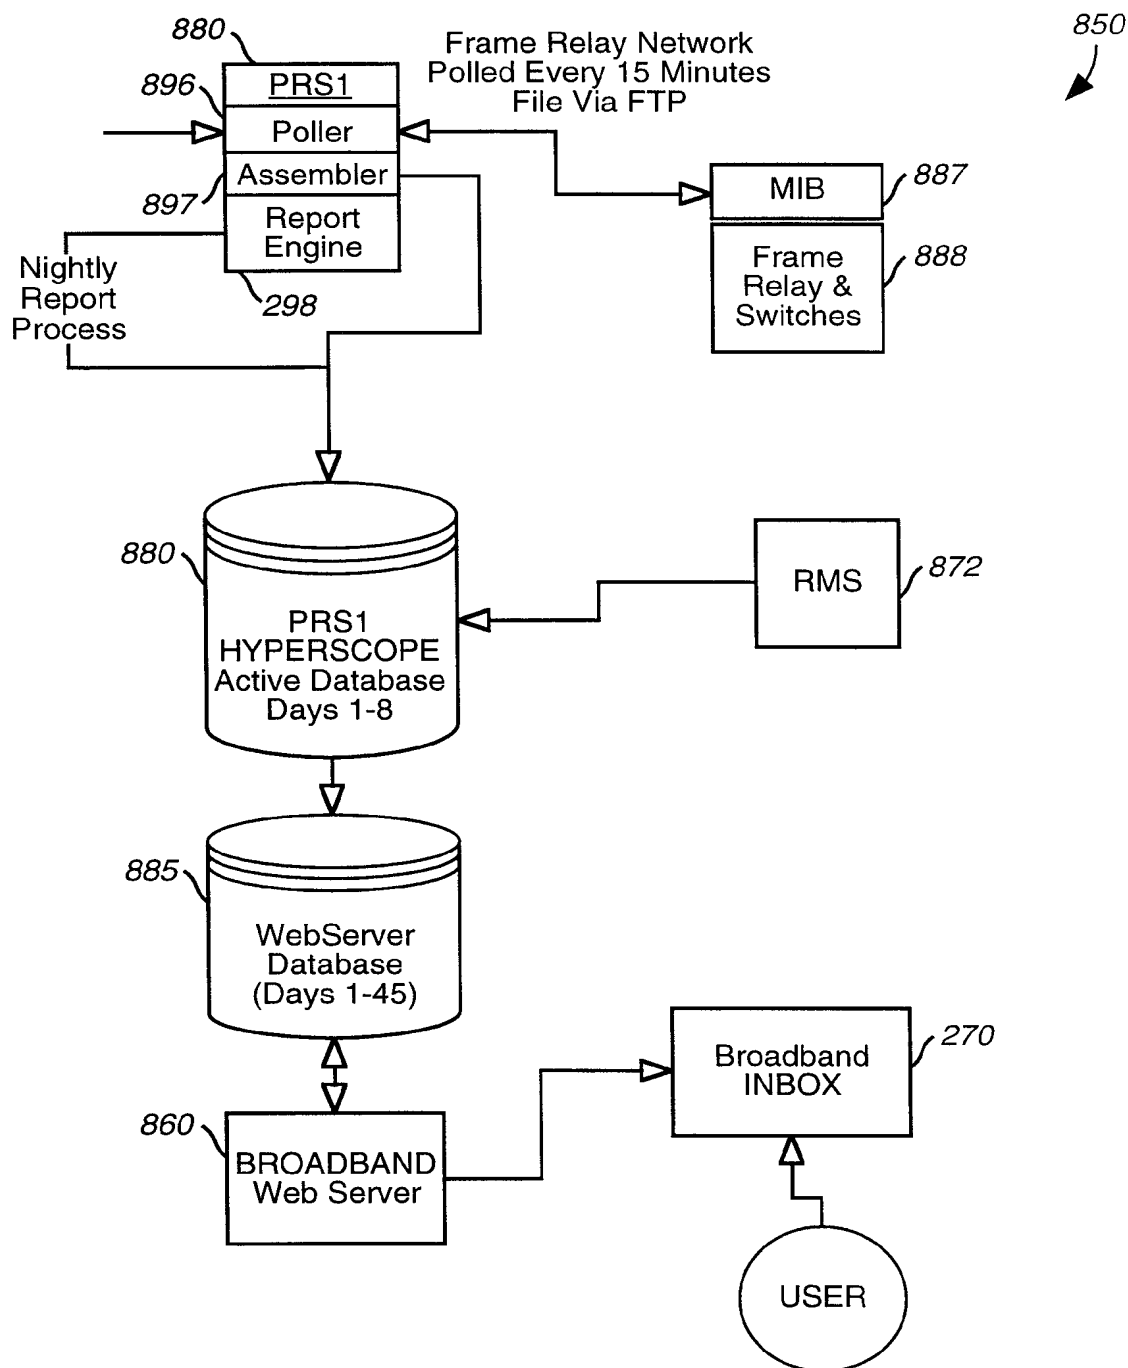 850
880
PRS1
896
Poller
Assembler
897
Report
Engine
298
Frame Relay Network
Polled Every 15 Minutes
File Via FTP
MIB
887
Frame
Relay &
Switches
888
Nightly
Report
Process
880
PRS1
HYPERSCOPE
Active Database
Days 1-8
RMS
872
885
WebServer
Database
(Days 1-45)
860
BROADBAND
Web Server
Broadband
INBOX
270
USER